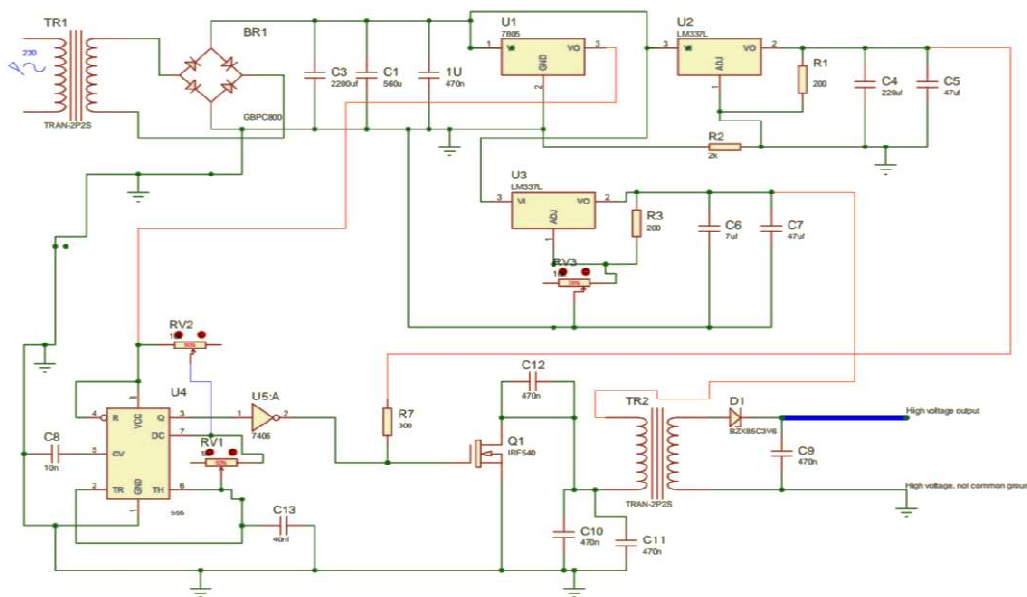 TR1
230
TRAN-2P2S
BR1
GBPC800
C3
2200uf
C1
560u
1U
470n
U1
7805
VI
VO
GND
1
2
3
U2
LM337L
VI
VO
ADJ
3
2
1
R1
200
C4
220uf
C5
47uf
R2
2k
U3
LM337L
VI
VO
ADJ
3
2
1
R3
200
C6
7uf
C7
47uf
RV3
RV2
U4
R
VCC
Q
DC
CV
GND
TR
TH
4
3
7
5
2
6
1
8
555
C8
10n
RV1
U5:A
7406
1
2
R7
300
C12
470n
Q1
IRF540
C13
C10
470n
C11
470n
TR2
TRAN-2P2S
D1
BZX85C3V6
C9
470n
High voltage output
High voltage, not common ground